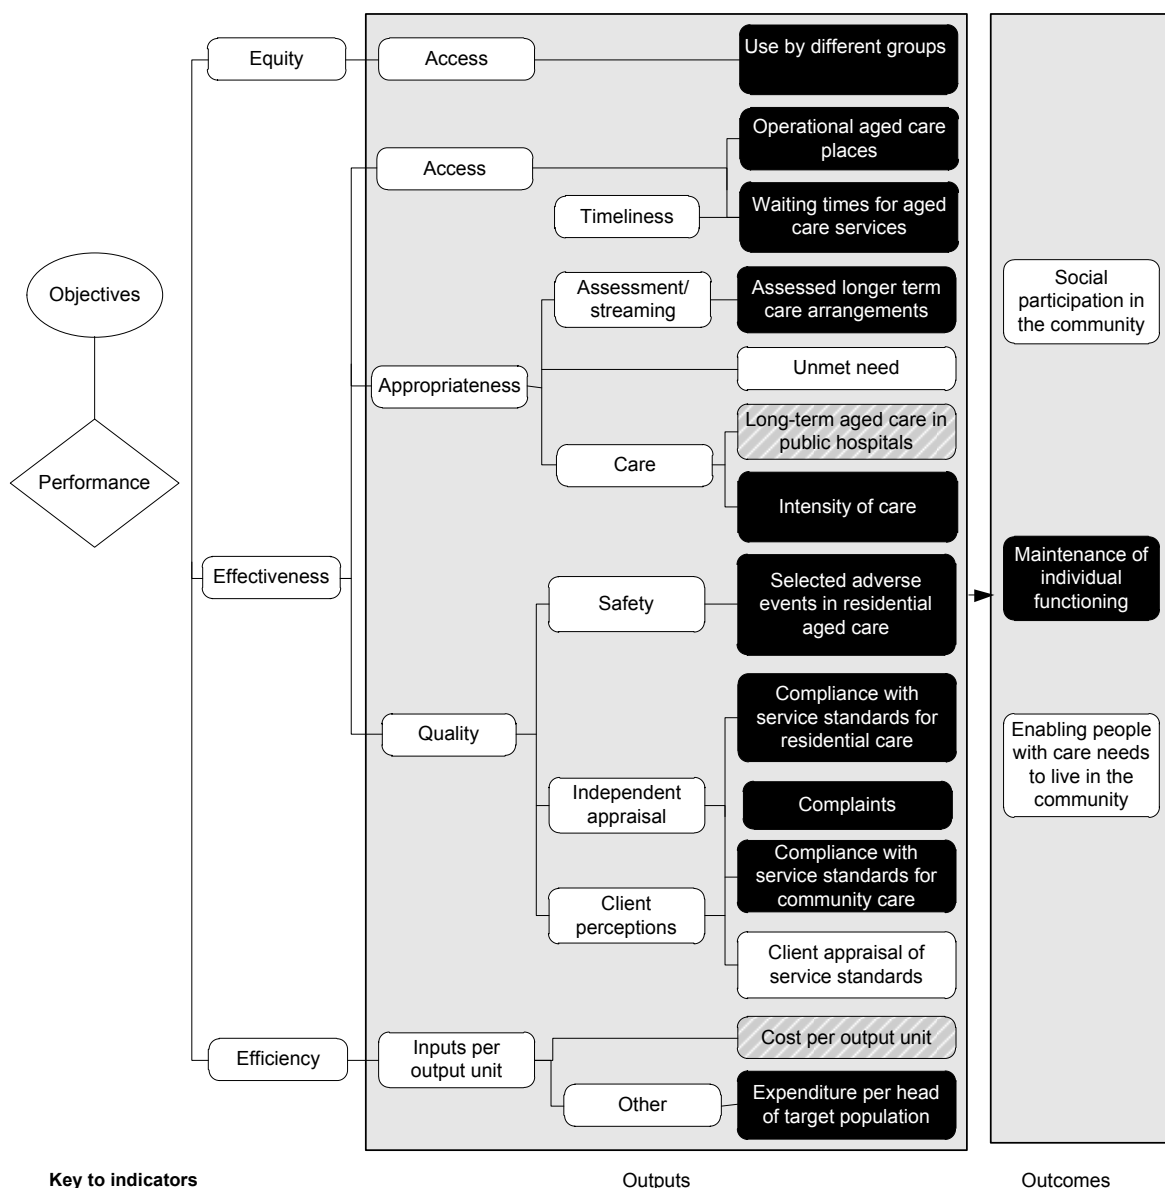 Equity
Access
Use by different groups
Operational aged care
places
Access
Timeliness
Waiting times for aged
care services
Objectives
Performance
Assessment/
streaming
Assessed longer term
care arrangements
Appropriateness
Unmet need
Long-term aged care in
public hospitals
Care
Intensity of care
Effectiveness
Safety
Selected adverse
events in residential
aged care
Quality
Compliance with
service standards for
residential care
Independent
appraisal
Complaints
Compliance with
service standards for
community care
Client
perceptions
Client appraisal of
service standards
Efficiency
Inputs per
output unit
Cost per output unit
Other
Expenditure per head
of target population
Social
participation in
the community
Maintenance of
individual
functioning
Enabling people
with care needs
to live in the
community
Key to indicators
Outputs
Outcomes